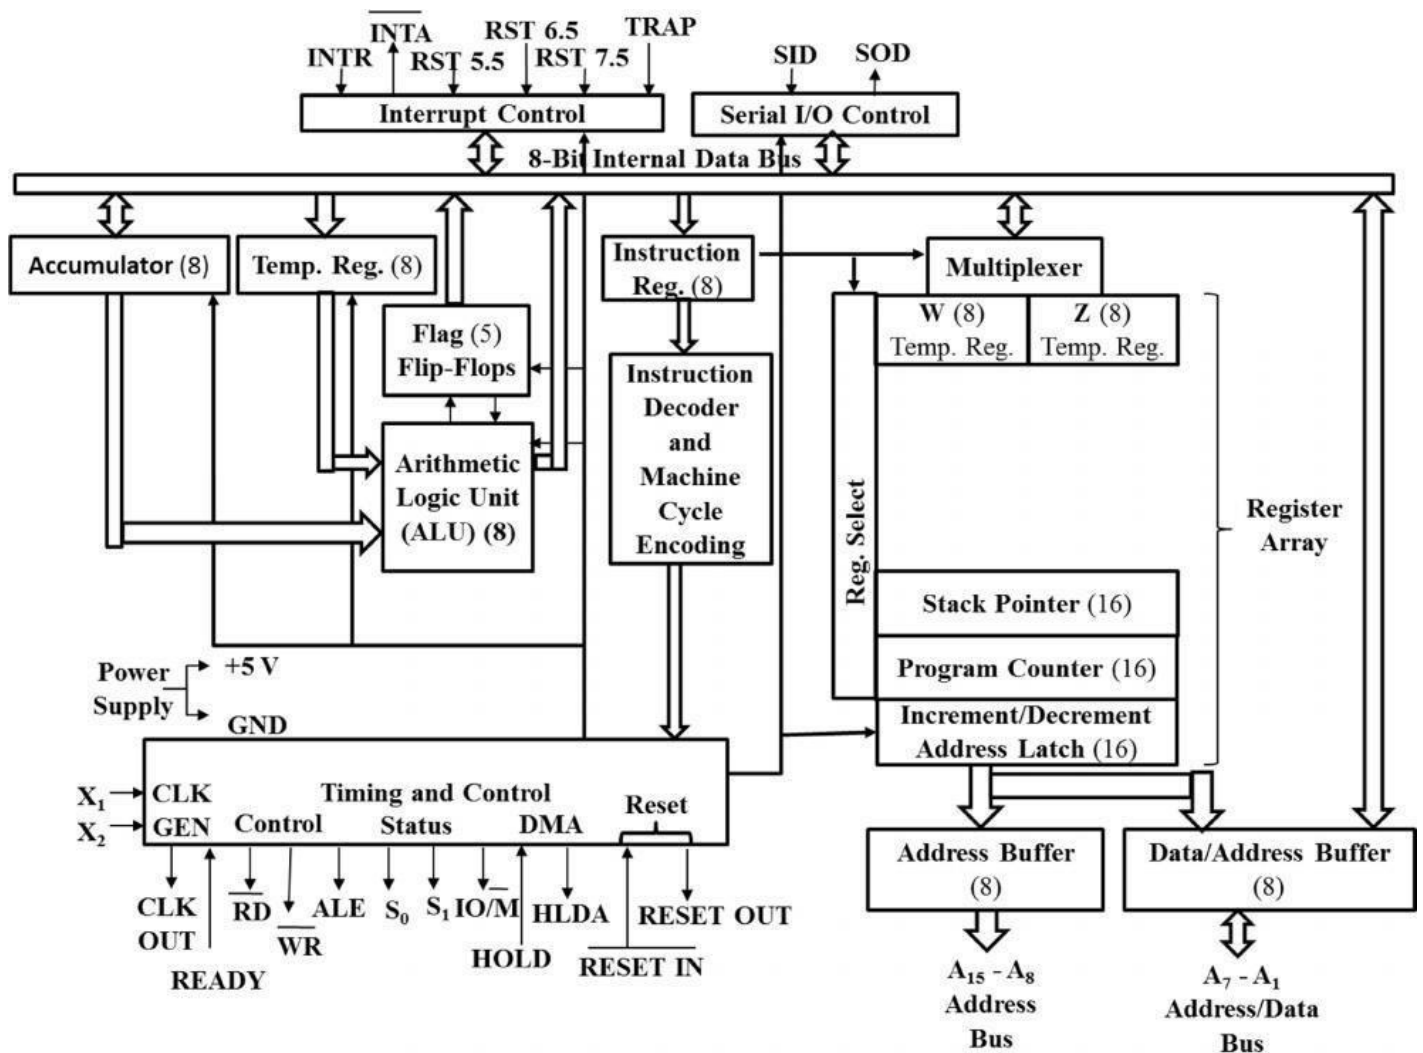 INTA
RST 6.5
TRAP
INTR
RST 5.5
RST 7.5
SID
SOD
Interrupt Control
Serial I/O Control
8-Bit Internal Data Bus
Accumulator (8)
Temp. Reg. (8)
Instruction
Reg. (8)
Multiplexer
Flag (5)
Flip-Flops
W (8)
Temp. Reg.
Z (8)
Temp. Reg.
Instruction
Decoder
and
Machine
Cycle
Encoding
Arithmetic
Logic Unit
(ALU) (8)
Reg. Select
Register
Array
Stack Pointer (16)
Program Counter (16)
Increment/Decrement
Address Latch (16)
Power
Supply
+5 V
GND
X1
X2
CLK
GEN
Timing and Control
Control
Status
DMA
Reset
CLK
OUT
READY
RD
WR
ALE
S0
S1
IO/M
HOLD
HLDA
RESET IN
RESET OUT
Address Buffer
(8)
Data/Address Buffer
(8)
A15 - A8
Address
Bus
A7 - A1
Address/Data
Bus